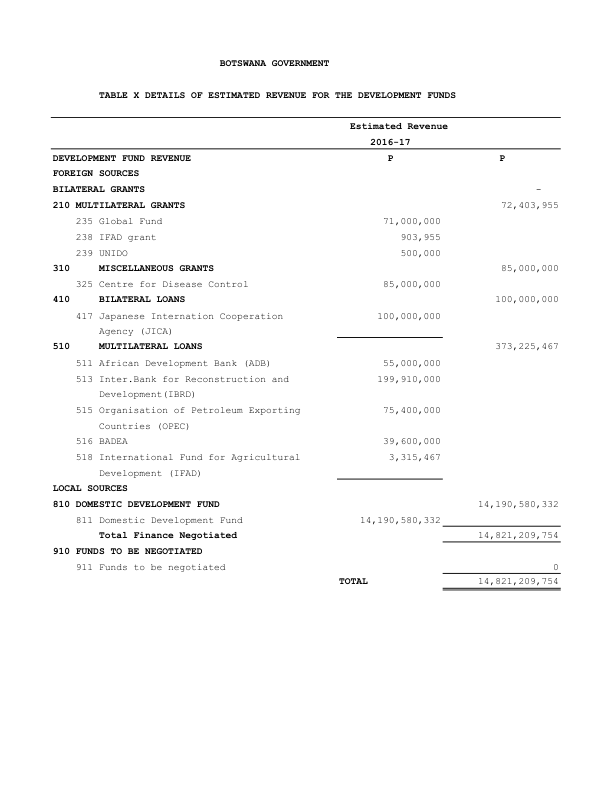 BOTSWANA GOVERNMENT
TABLE X DETAILS OF ESTIMATED REVENUE FOR THE DEVELOPMENT FUNDS
Estimated Revenue
2016-17
DEVELOPMENT FUND REVENUE P P
FOREIGN SOURCES
BILATERAL GRANTS -
210 MULTILATERAL GRANTS 72,403,955
235 Global Fund 71,000,000
238 IFAD grant 903,955
239 UNIDO 500,000
310 MISCELLANEOUS GRANTS 85,000,000
325 Centre for Disease Control 85,000,000
410 BILATERAL LOANS 100,000,000
417 Japanese Internation Cooperation 100,000,000
Agency (JICA)
510 MULTILATERAL LOANS 373,225,467
511 African Development Bank (ADB) 55,000,000
513 Inter.Bank for Reconstruction and 199,910,000
Development(IBRD)
515 Organisation of Petroleum Exporting 75,400,000
Countries (OPEC)
516 BADEA 39,600,000
518 International Fund for Agricultural 3,315,467
Development (IFAD)
LOCAL SOURCES
810 DOMESTIC DEVELOPMENT FUND 14,190,580,332
811 Domestic Development Fund 14,190,580,332
Total Finance Negotiated 14,821,209,754
910 FUNDS TO BE NEGOTIATED
911 Funds to be negotiated 0
TOTAL 14,821,209,754